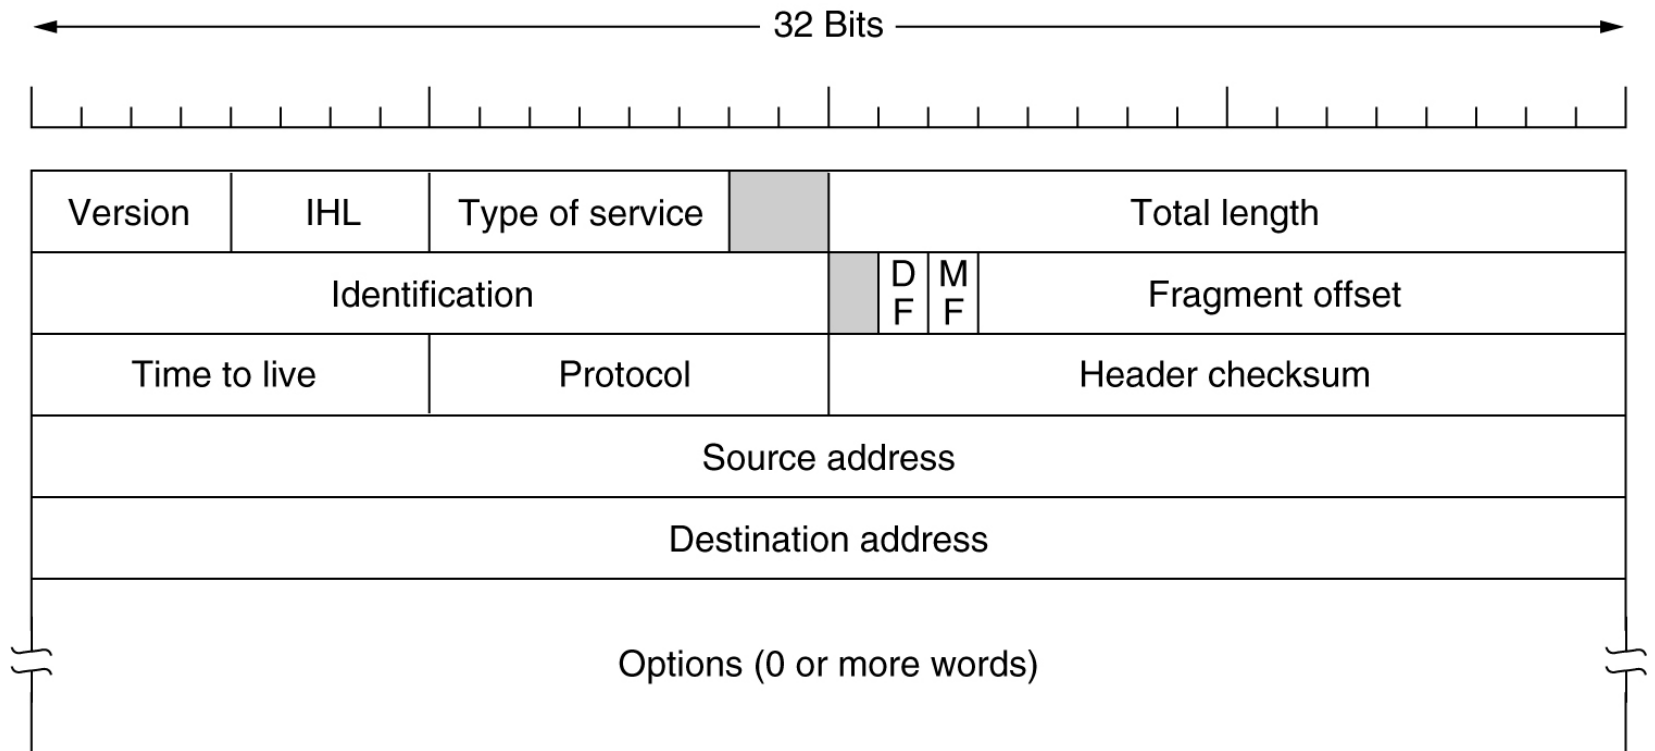 32 Bits
Version IHL Type of service Total length
Identification D F M F Fragment offset
Time to live Protocol Header checksum
Source address
Destination address
Options (0 or more words)